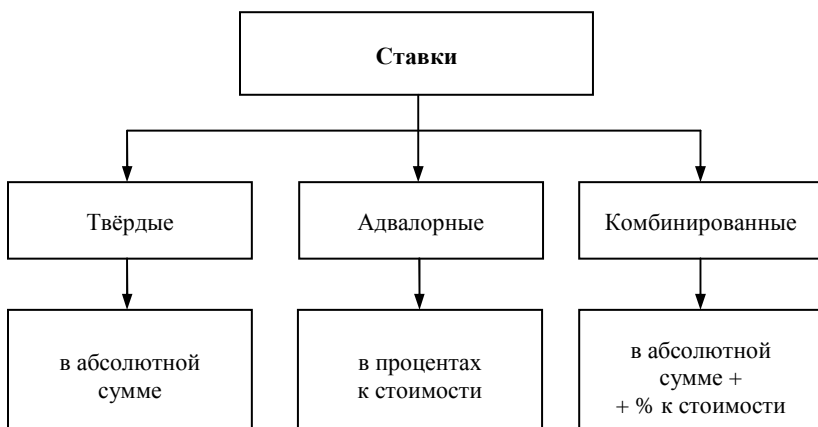 Ставки
Твёрдые
Адвалорные
Комбинированные
в абсолютной
сумме
в процентах
к стоимости
в абсолютной
сумме +
+ % к стоимости